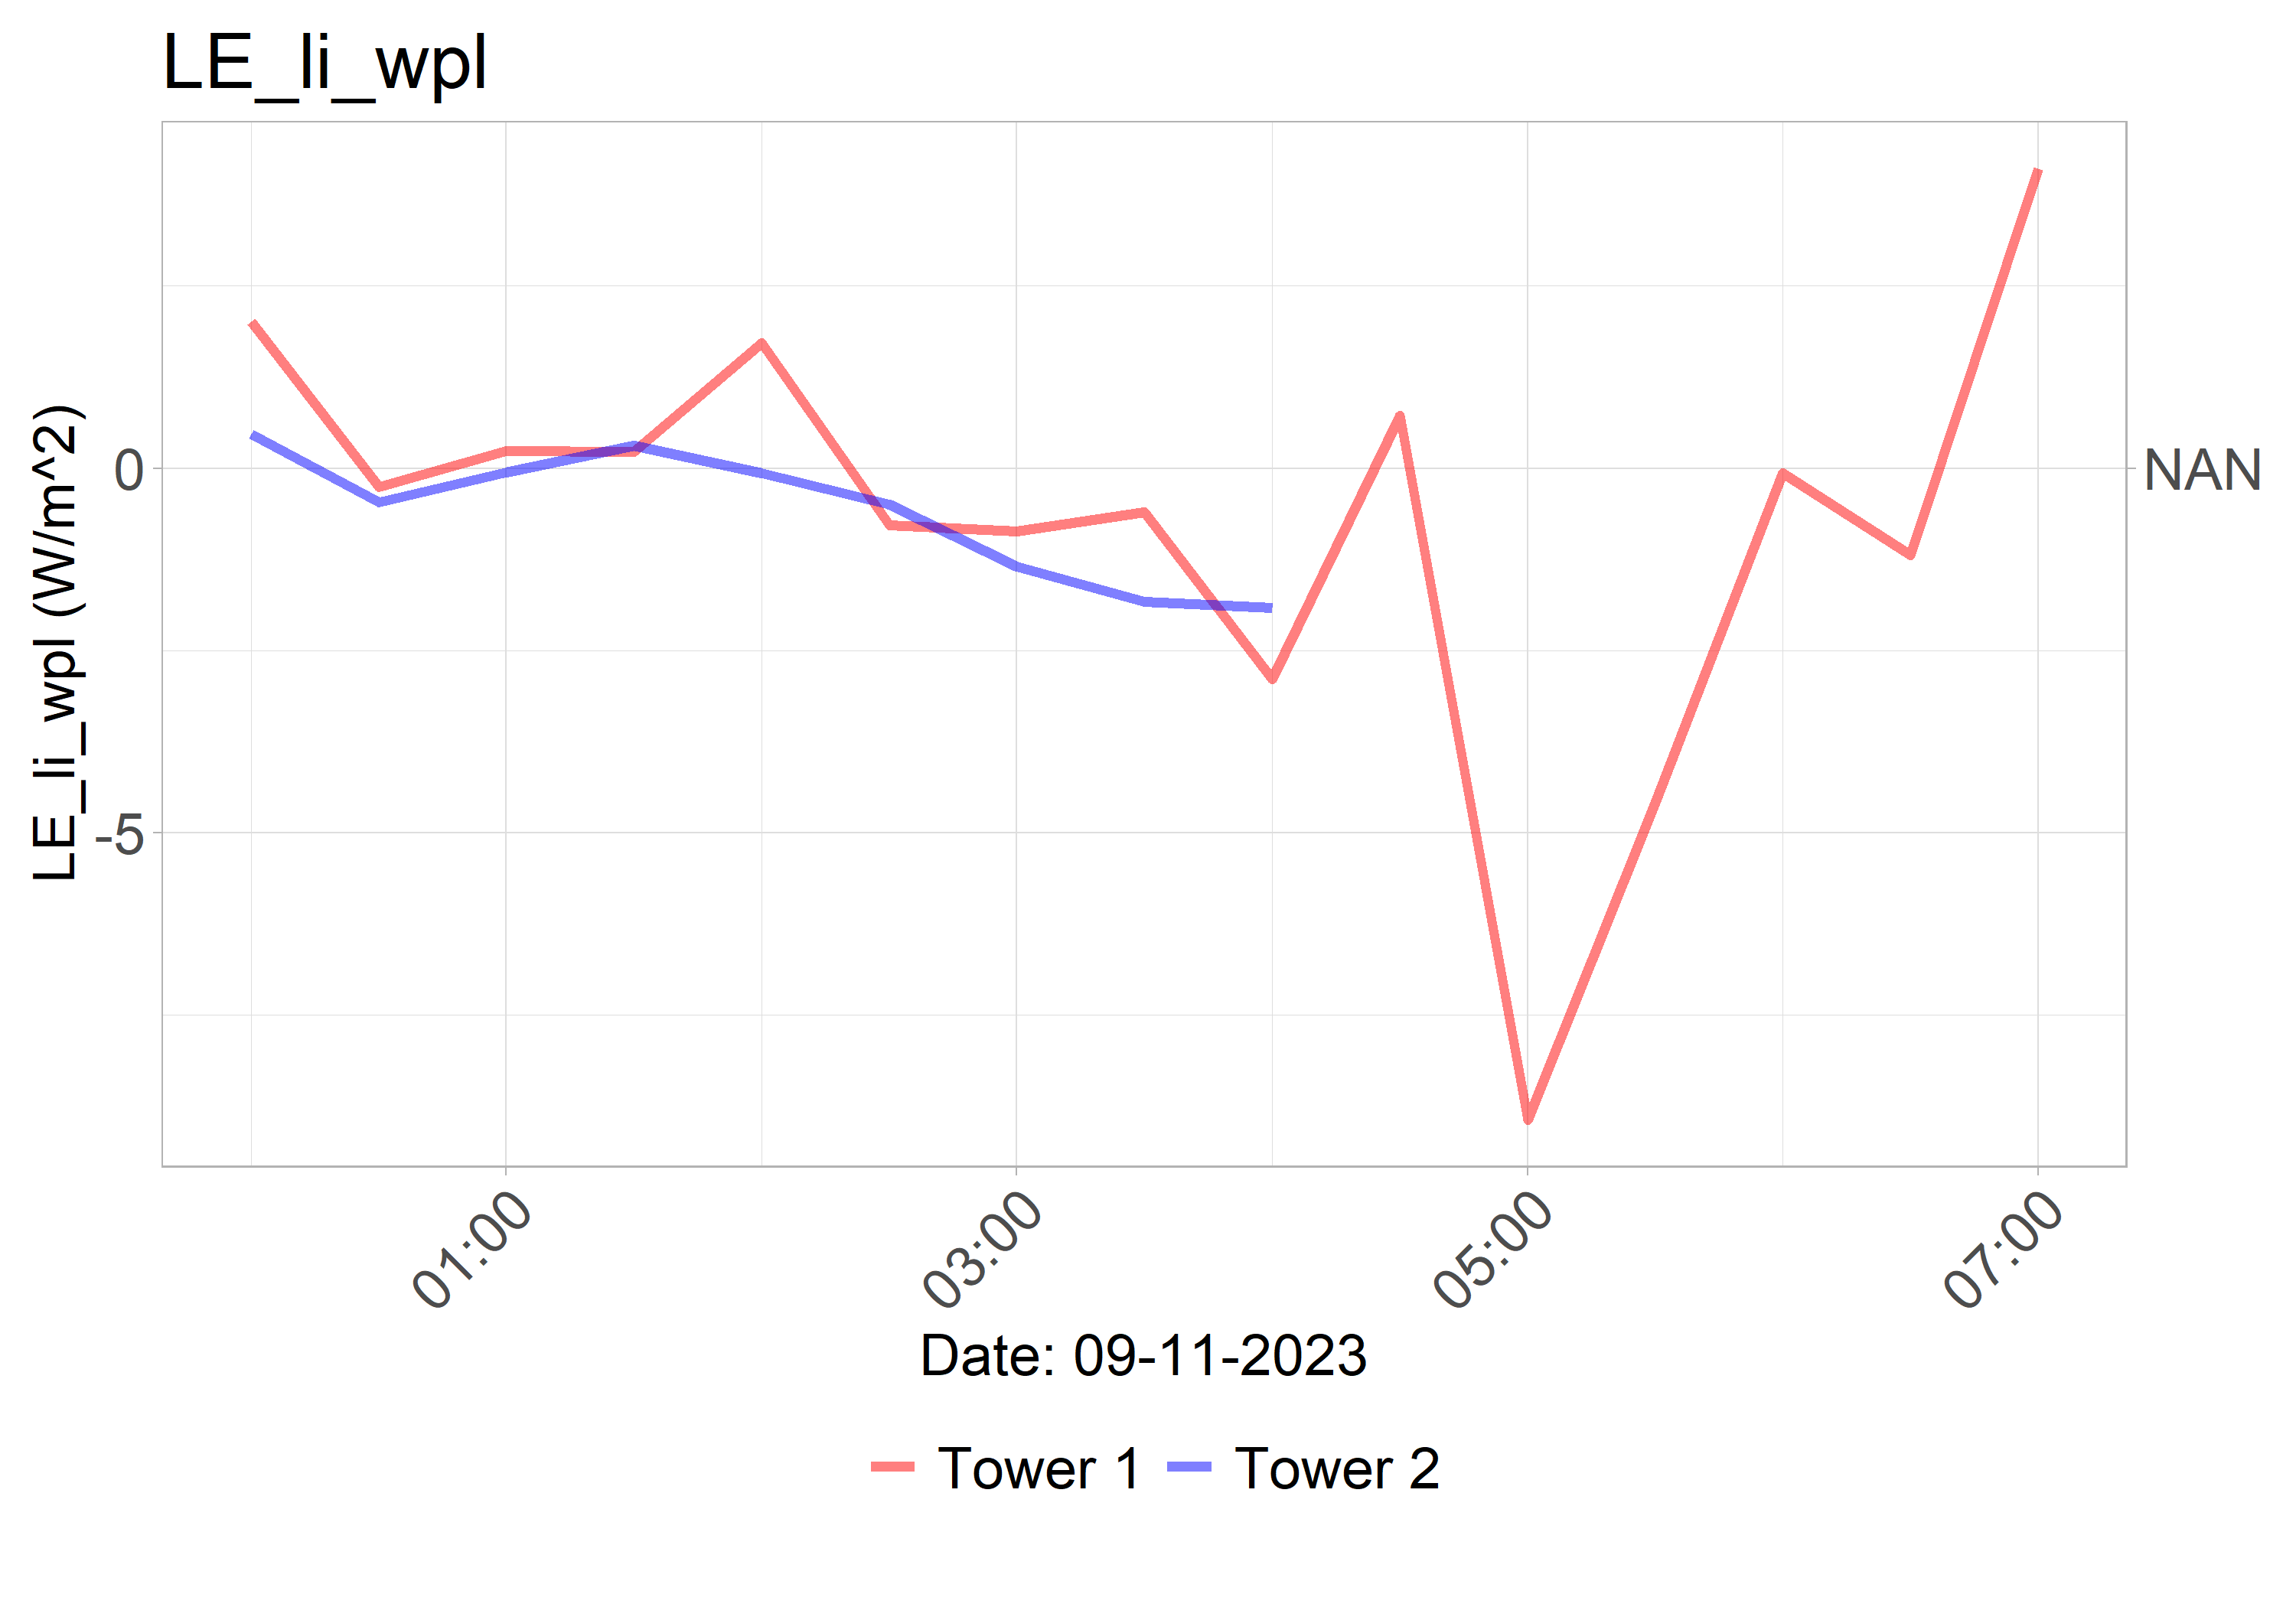 LE_li_wpl
LE_li_wpl (W/m^2)
0
-5
NAN
01:00
03:00
05:00
07:00
Date: 09-11-2023
Tower 1
Tower 2